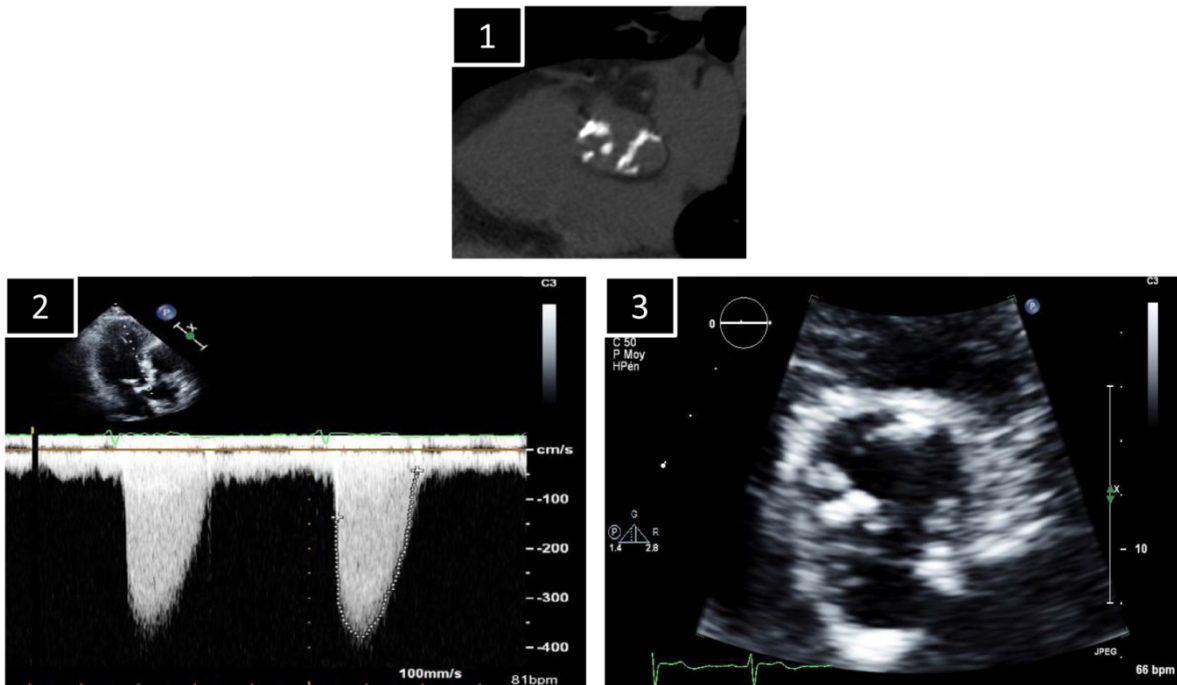 1
2
C3
P
X
cm/s
-100
-200
-300
-400
100mm/s
81bpm
3
C3
P
0
C 50
P Moy
HPén
X
G
P R
1.4 2.8
10
JPEG
66 bpm